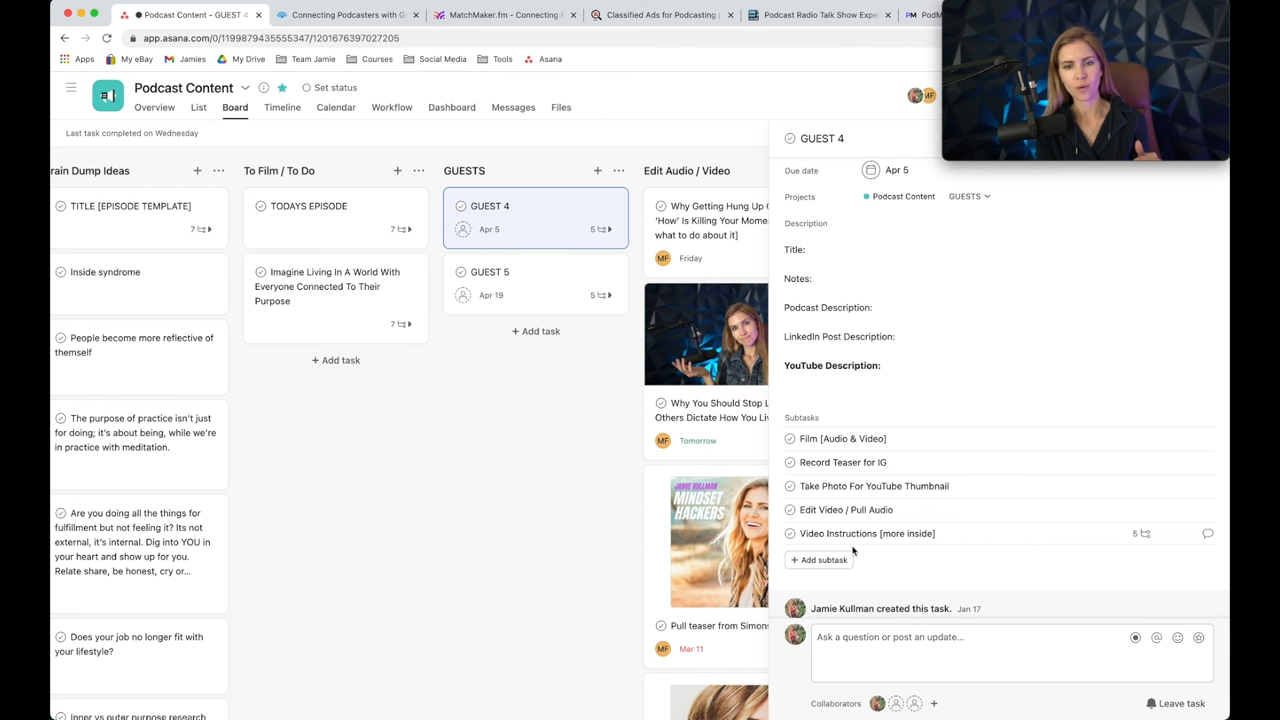 Podcast Content - GUEST 4
Connecting Podcasters with G
MatchMaker.fm - Connecting
Classified Ads for Podcasting
Podcast Radio Talk Show Exper
app.asana.com/0/1199879435555347/1201676397027205
Apps
My eBay
Jamies
My Drive
Team Jamie
Courses
Social Media
Tools
Asana
Podcast Content
Set status
Overview
List
Board
Timeline
Calendar
Workflow
Dashboard
Messages
Files
MF
Last task completed on Wednesday
rain Dump Ideas
TITLE [EPISODE TEMPLATE]
7
Inside syndrome
People become more reflective of
themself
The purpose of practice isn't just
for doing; it's about being, while we're
in practice with meditation.
Are you doing all the things for
fulfillment but not feeling it? Its not
external, it's internal. Dig into YOU in
your heart and show up for you.
Relate share, be honest, cry or...
Does your job no longer fit with
your lifestyle?
Inner vs outer purpose research
To Film / To Do
TODAYS EPISODE
7
Imagine Living In A World With
Everyone Connected To Their
Purpose
7
+ Add task
GUESTS
GUEST 4
Apr 5
5
GUEST 5
Apr 19
5
+ Add task
Edit Audio / Video
Why Getting Hung Up
'How' Is Killing Your Mome
what to do about it]
MF
Friday
Why You Should Stop L
Others Dictate How You Li
MF
Tomorrow
JAMIE KULLMAN
MINDSET
HACKERS
Pull teaser from Simons
MF
Mar 11
GUEST 4
Due date
Apr 5
Projects
Podcast Content
GUESTS
Description
Title:
Notes:
Podcast Description:
LinkedIn Post Description:
YouTube Description:
Subtasks
Film [Audio & Video]
Record Teaser for IG
Take Photo For YouTube Thumbnail
Edit Video / Pull Audio
Video Instructions [more inside]
5
+ Add subtask
Jamie Kullman created this task. Jan 17
Ask a question or post an update...
Collaborators
Leave task